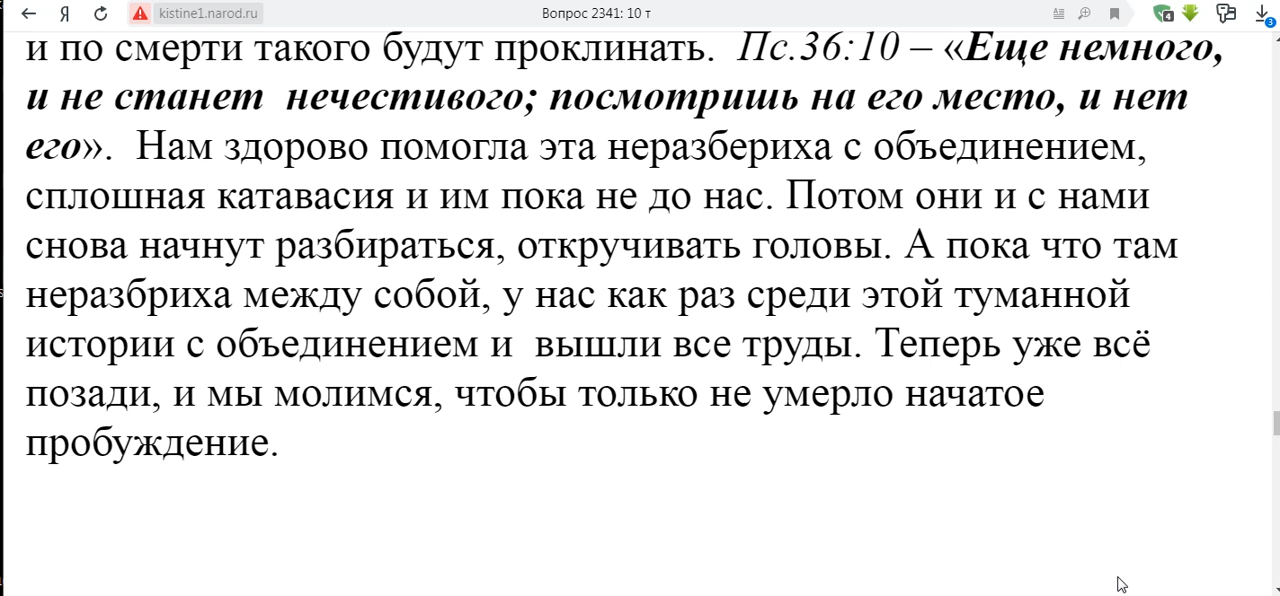 kistine1.narod.ru
Вопрос 2341: 10 т
4
3
и по смерти такого будут проклинать. Пс.36:10 – «Еще немного,
и не станет нечестивого; посмотришь на его место, и нет
его». Нам здорово помогла эта неразбериха с объединением,
сплошная катавасия и им пока не до нас. Потом они и с нами
снова начнут разбираться, откручивать головы. А пока что там
неразбриха между собой, у нас как раз среди этой туманной
истории с объединением и вышли все труды. Теперь уже всё
позади, и мы молимся, чтобы только не умерло начатое
пробуждение.